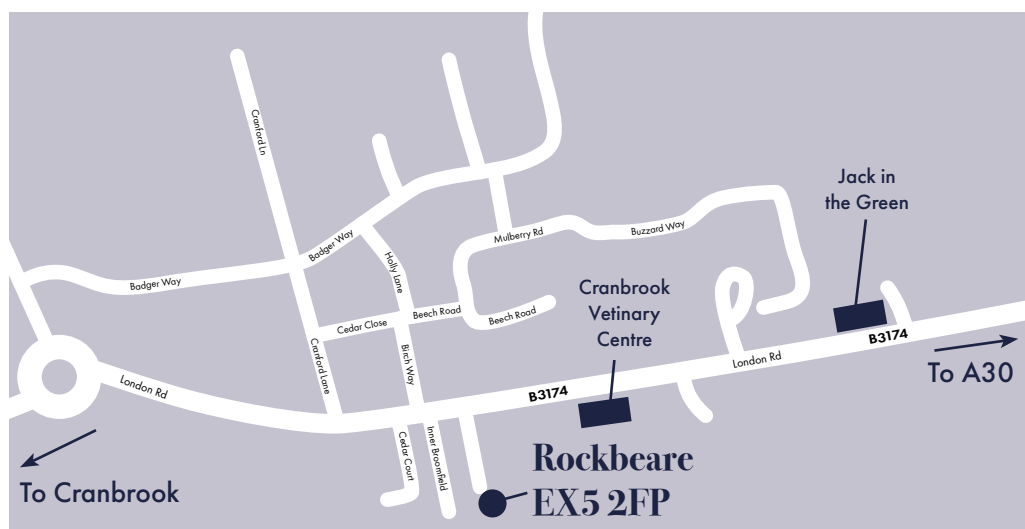 Cranford Ln
Jack in
the Green
Badger Way
Mulberry Rd
Buzzard Way
Badger Way
Holly Lane
Cranbrook
Vetinary
Centre
Cedar Close
Beech Road
Beech Road
Cranford Lane
Birch Way
B3174
London Rd
To A30
London Rd
B3174
Cedar Court
Inner Broomfield
To Cranbrook
Rockbeare
EX5 2FP